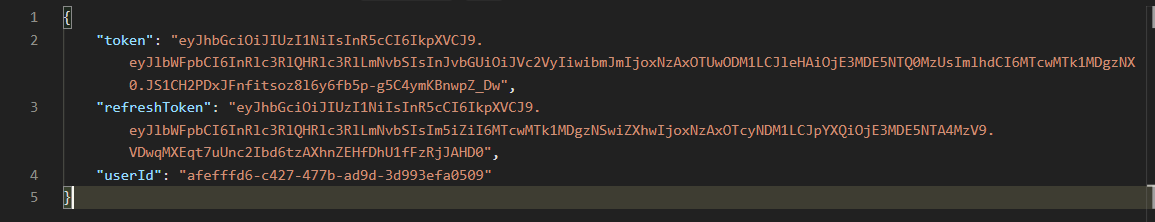 1 {
2 "token": "eyJhbGciOiJIUzI1NiIsInR5cCI6IkpXVCJ9.
eyJlbWFpbCI6InRlc3RlQHRlc3RlLmNvbSIsInJvbGUiOiJVc2VyIiwibmJmIjoxNzAxOTUwODM1LCJleHAiOjE3MDE5NTQ0MzUsImlhdCI6MTcwMTk1MDgzNX
0.JS1CH2PDxJFnfitsoz8l6y6fb5p-g5C4ymKBnwpZ_Dw",
3 "refreshToken": "eyJhbGciOiJIUzI1NiIsInR5cCI6IkpXVCJ9.
eyJlbWFpbCI6InRlc3RlQHRlc3RlLmNvbSIsIm5iZiI6MTcwMTk1MDgzNSwiZXhwIjoxNzAxOTcyNDM1LCJpYXQiOjE3MDE5NTA4MzV9.
VDwqMXEqt7uUnc2Ibd6tzAXhnZEHfDhU1fFzRjJAHD0",
4 "userId": "afefffd6-c427-477b-ad9d-3d993efa0509"
5 }